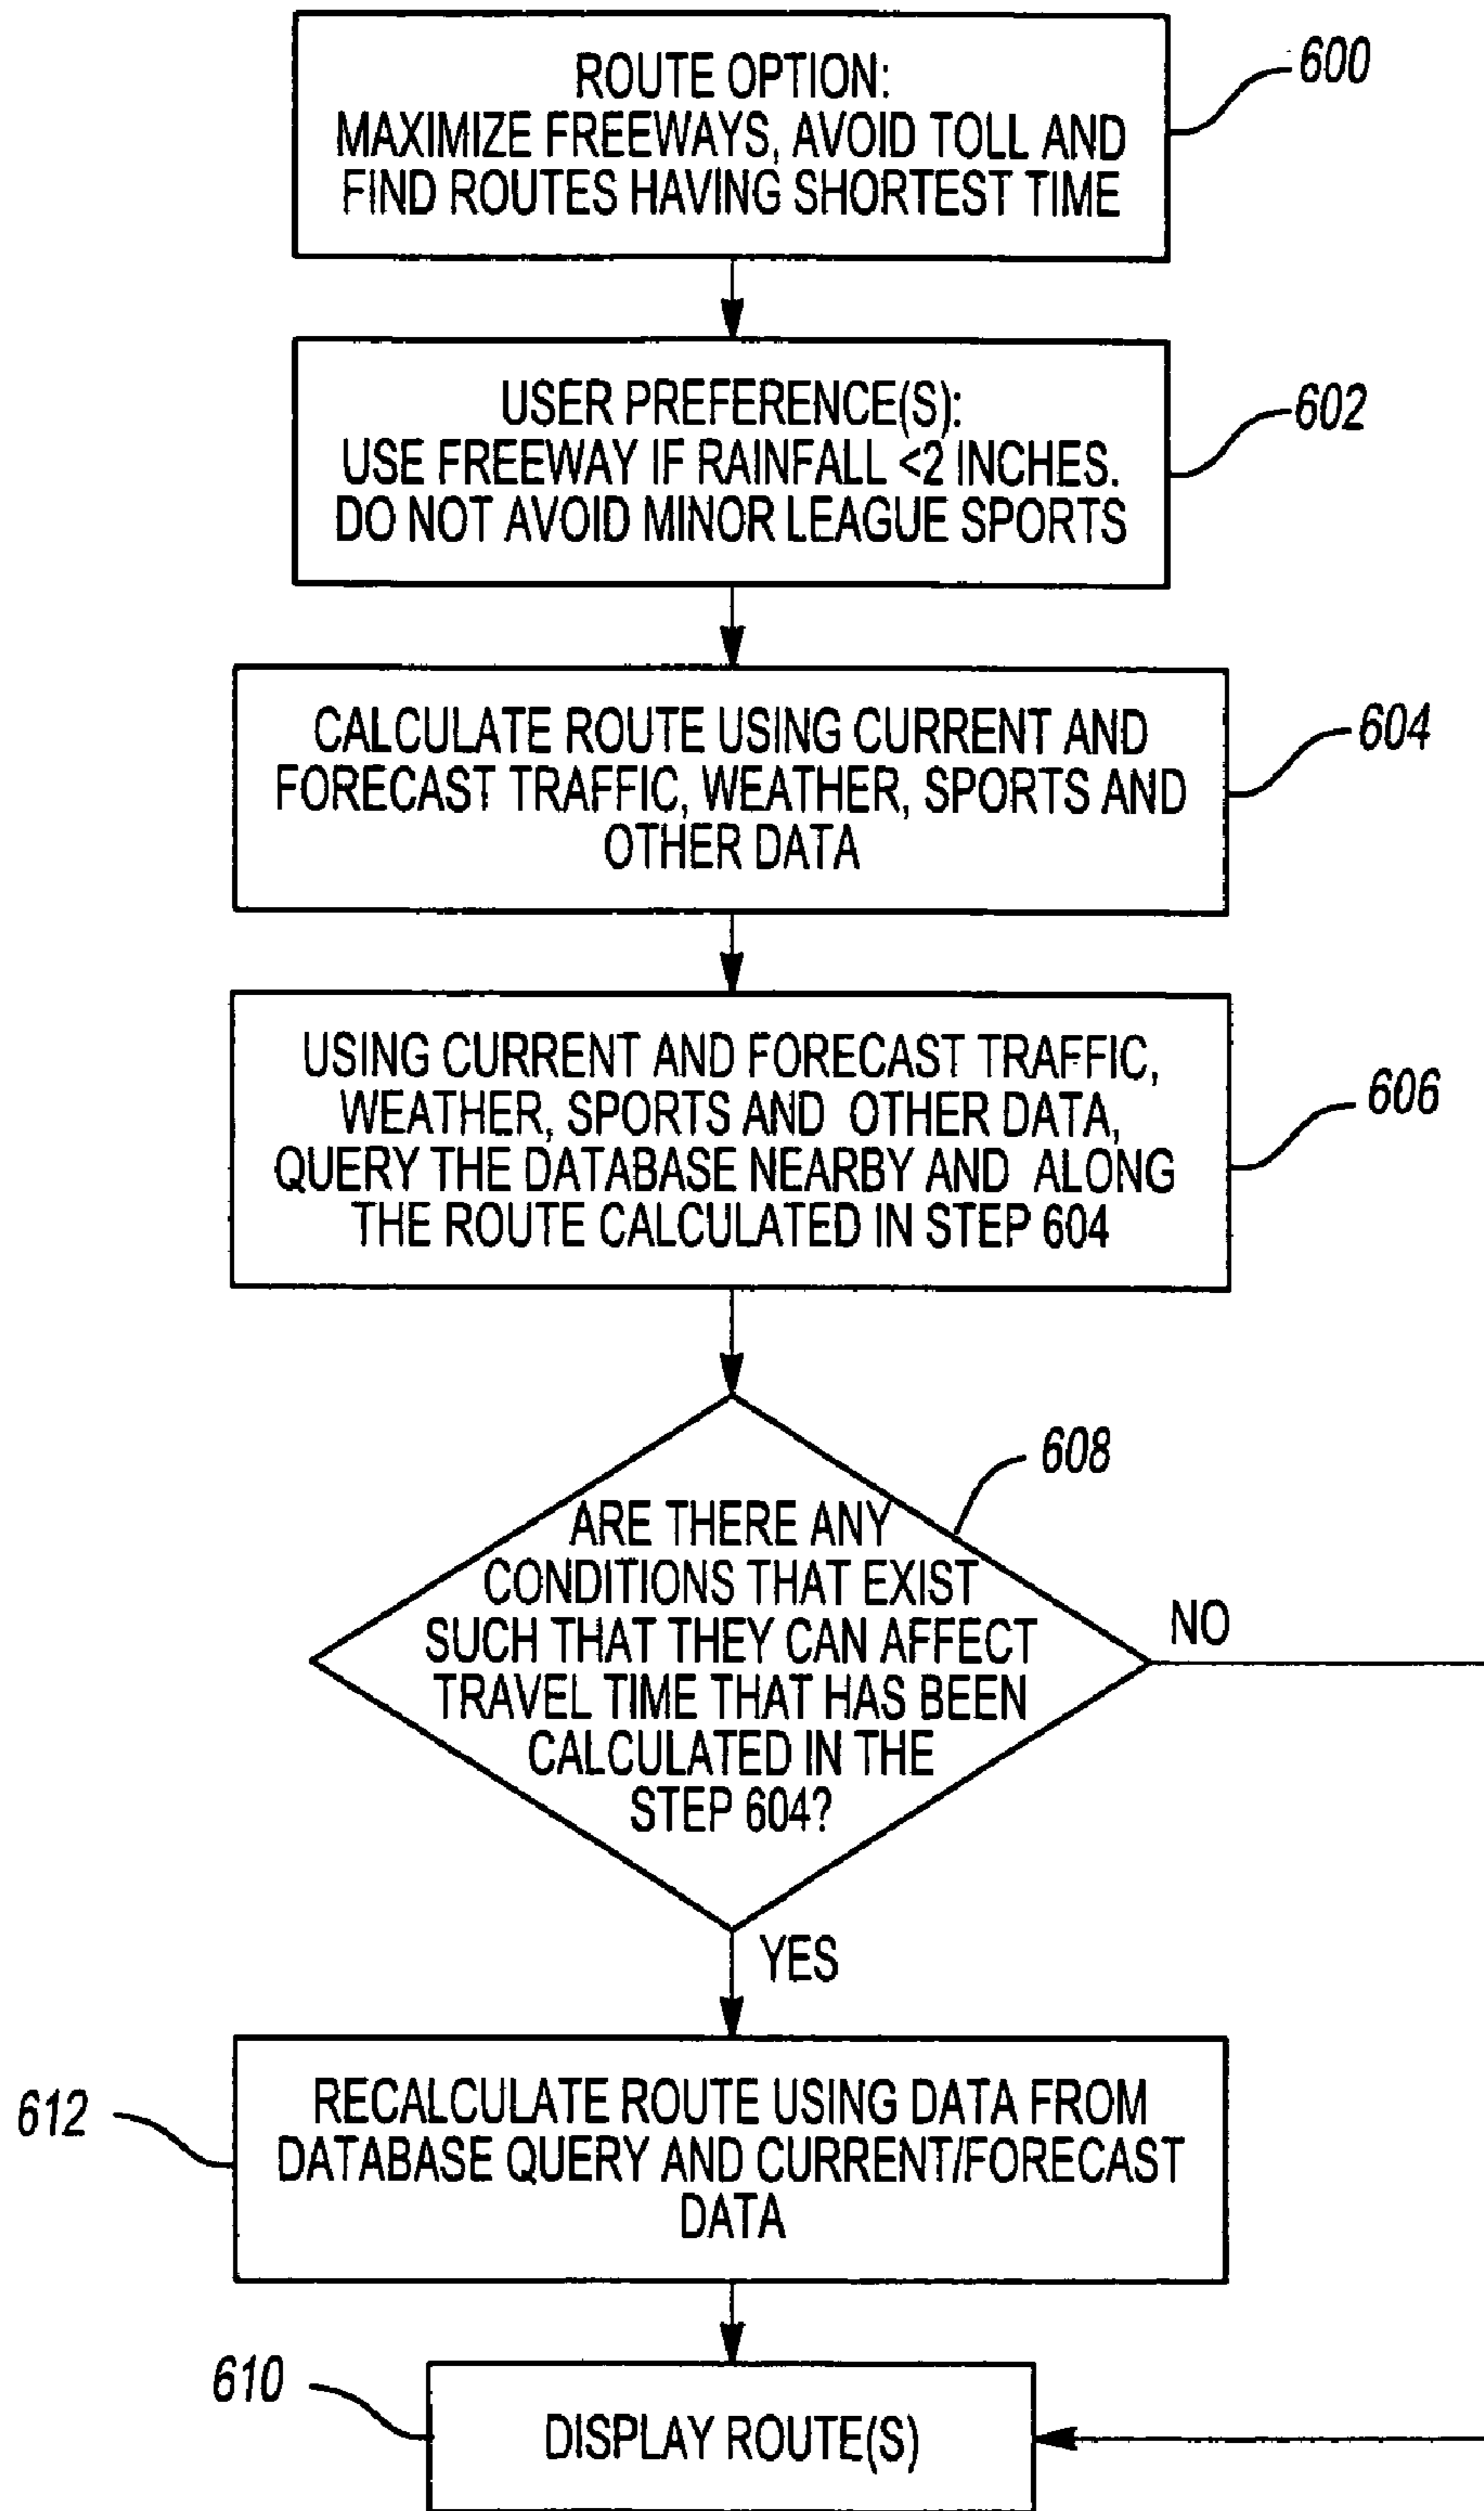 ROUTE OPTION:
MAXIMIZE FREEWAYS, AVOID TOLL AND
FIND ROUTES HAVING SHORTEST TIME
600
USER PREFERENCE(S):
USE FREEWAY IF RAINFALL <2 INCHES.
DO NOT AVOID MINOR LEAGUE SPORTS
602
CALCULATE ROUTE USING CURRENT AND
FORECAST TRAFFIC, WEATHER, SPORTS AND
OTHER DATA
604
USING CURRENT AND FORECAST TRAFFIC,
WEATHER, SPORTS AND OTHER DATA,
QUERY THE DATABASE NEARBY AND ALONG
THE ROUTE CALCULATED IN STEP 604
606
ARE THERE ANY
CONDITIONS THAT EXIST
SUCH THAT THEY CAN AFFECT
TRAVEL TIME THAT HAS BEEN
CALCULATED IN THE
STEP 604?
608
NO
YES
RECALCULATE ROUTE USING DATA FROM
DATABASE QUERY AND CURRENT/FORECAST
DATA
612
DISPLAY ROUTE(S)
610